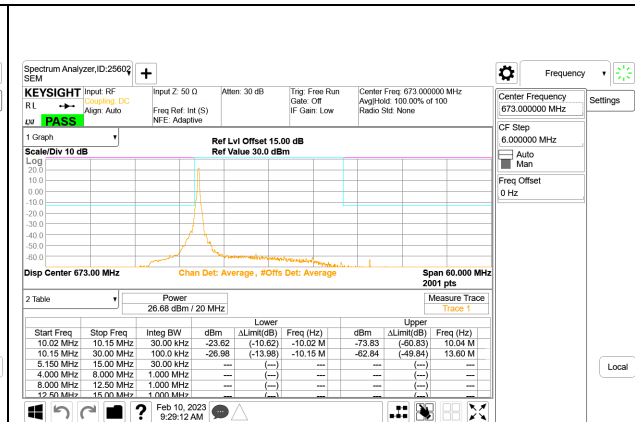 Spectrum Analyzer,ID:25602
SEM
+
Frequency
KEYSIGHT
RL
LXI
PASS
Input: RF
Coupling: DC
Align: Auto
Input Z: 50 Ω
Freq Ref: Int (S)
NFE: Adaptive
Atten: 30 dB
Trig: Free Run
Gate: Off
IF Gain: Low
Center Freq: 673.000000 MHz
Avg|Hold: 100.00% of 100
Radio Std: None
Center Frequency
673.000000 MHz
Settings
CF Step
6.000000 MHz
Auto
Man
Freq Offset
0 Hz
1 Graph
Scale/Div 10 dB
Ref Lvl Offset 15.00 dB
Ref Value 30.0 dBm
Log
20.0
10.0
0.00
-10.0
-20.0
-30.0
-40.0
-50.0
-60.0
Disp Center 673.00 MHz
Chan Det: Average , #Offs Det: Average
Span 60.000 MHz
2001 pts
2 Table
Power
26.68 dBm / 20 MHz
Measure Trace
Trace 1
Lower Upper
Start Freq Stop Freq Integ BW dBm ΔLimit(dB) Freq (Hz) dBm ΔLimit(dB) Freq (Hz)
10.02 MHz 10.15 MHz 30.00 kHz -23.62 (-10.62) -10.02 M -73.83 (-60.83) 10.04 M
10.15 MHz 30.00 MHz 100.0 kHz -26.98 (-13.98) -10.15 M -62.84 (-49.84) 13.60 M
5.150 MHz 15.00 MHz 30.00 kHz --- (---) --- --- (---) ---
4.000 MHz 8.000 MHz 1.000 MHz --- (---) --- --- (---) ---
8.000 MHz 12.50 MHz 1.000 MHz --- (---) --- --- (---) ---
12.50 MHz 15.00 MHz 1.000 MHz --- (---) --- --- (---) ---
Local
?
Feb 10, 2023
9:29:12 AM